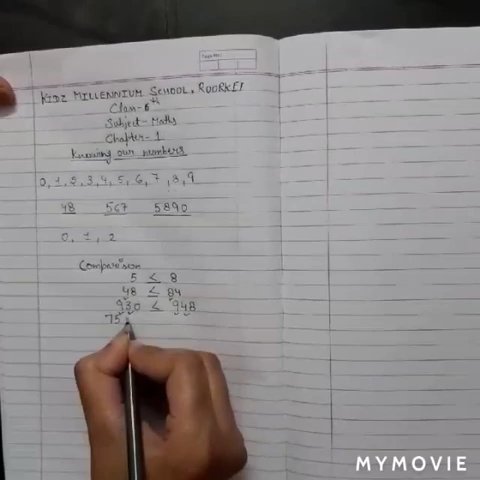 KIDZ MILLENNIUM SCHOOL, ROORKEE
Class-6th
Subject-Maths
Chapter-1
Knowing our numbers
0, 1, 2, 3, 4, 5, 6, 7, 8, 9
48 567 5890
0, 1, 2
Comparison
5 < 8
48 < 84
930 < 948
75
MYMOVIE